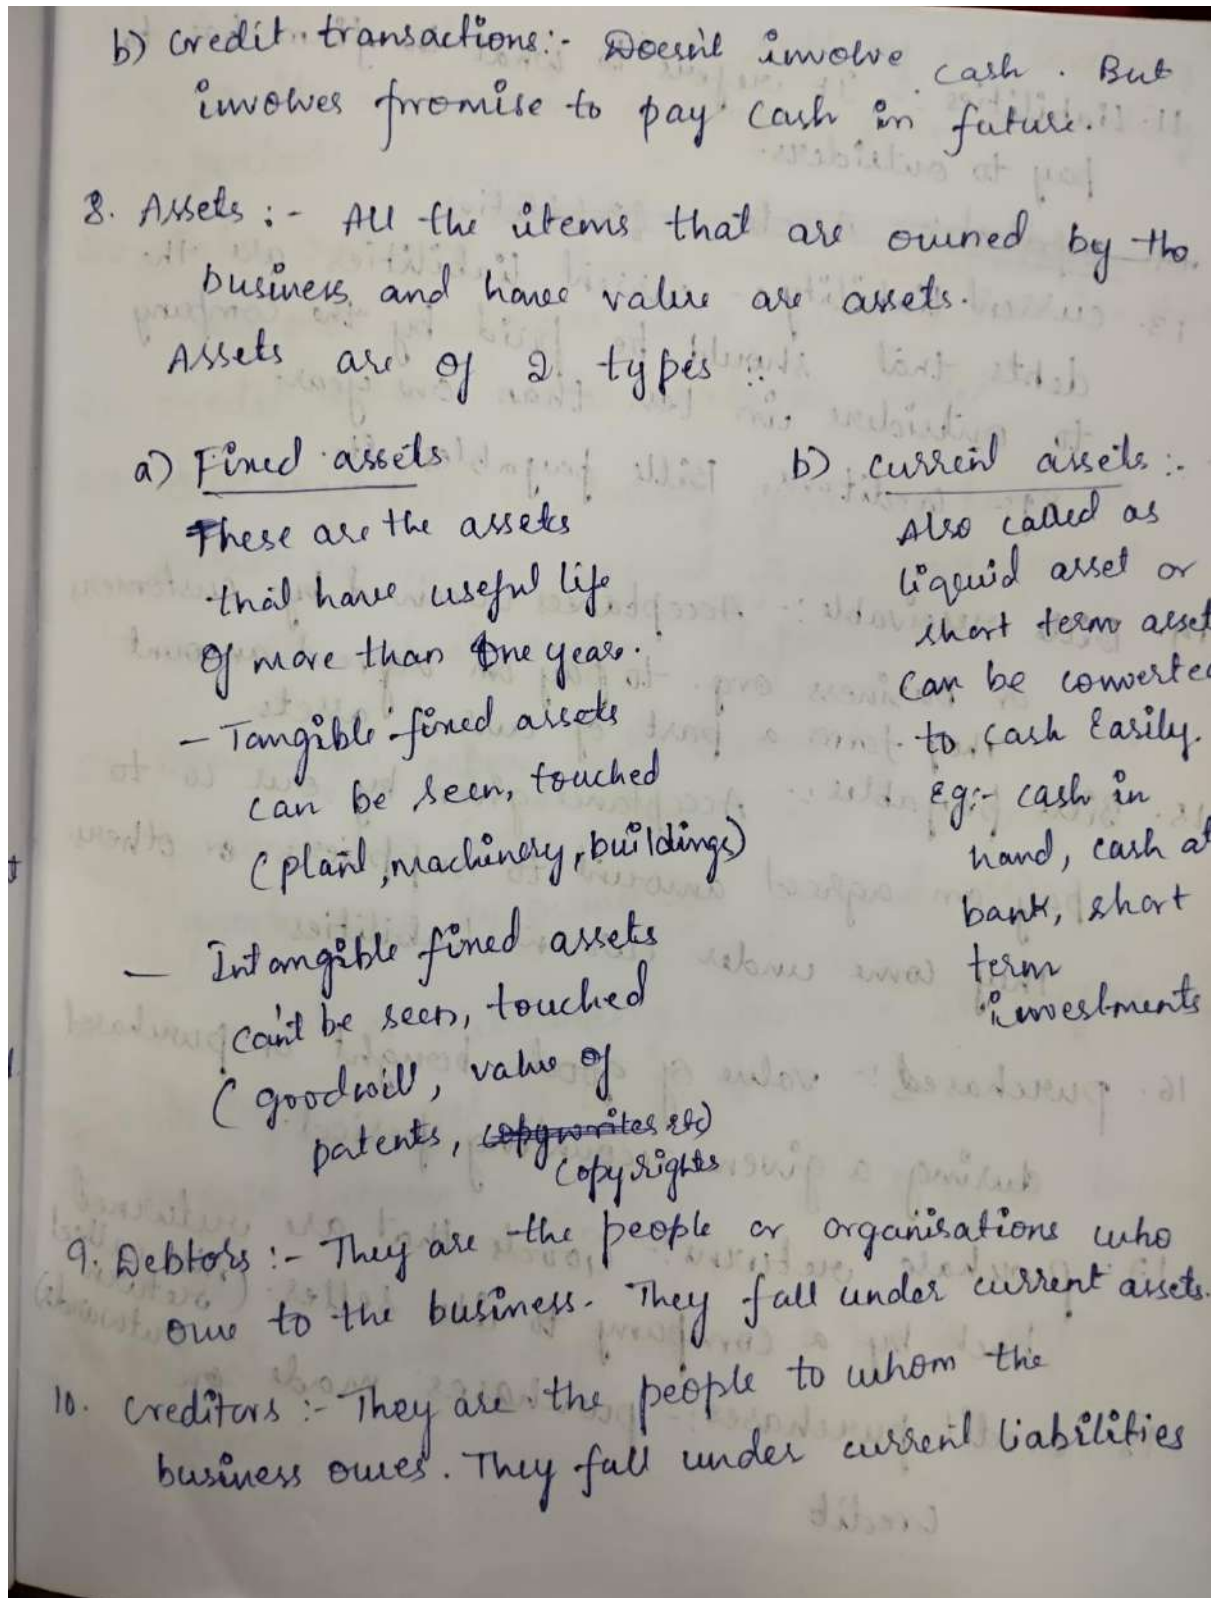 b) Credit transactions:- Doesn't involve cash. But
involves promise to pay cash in future.
8. Assets :- All the items that are owned by the
business and have value are assets.
Assets are of 2 types :-
a) Fixed assets
These are the assets
that have useful life
of more than one year.
- Tangible fixed assets
can be seen, touched
(plant, machinery, buildings)
- Intangible fixed assets
can't be seen, touched
(goodwill, value of
patents, copywrites etc)
Copyrights
b) Current assets :-
Also called as
liquid asset or
short term asset
Can be converted
to cash Easily.
Eg:- cash in
hand, cash at
bank, short
term
investments
9. Debtors :- They are the people or organisations who
owe to the business. They fall under current assets.
10. Creditors :- They are the people to whom the
business owes. They fall under current liabilities